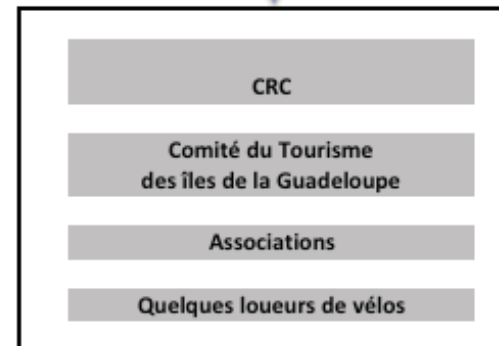 CRC
Comité du Tourisme
des îles de la Guadeloupe
Associations
Quelques loueurs de vélos